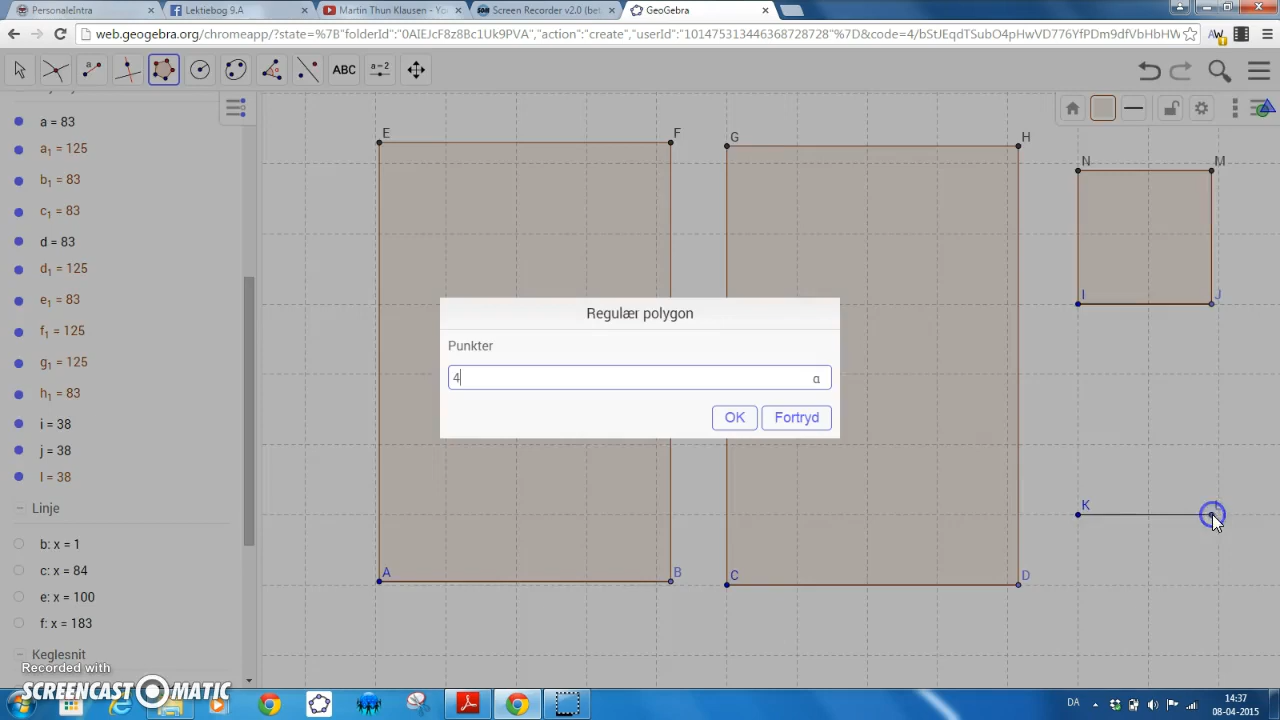 PersonaleIntra
Lektiebog 9.A
Martin Thun Klausen - Yo
Screen Recorder v2.0 (bet
GeoGebra
web.geogebra.org/chromeapp/?state=%7B"folderId":"0AIEJcF8z8Bc1Uk9PVA","action":"create","userId":"101475313446368728728"%7D&code=4/bStJEqdTSubO4pHwVD776YfPDm9dfVbHbHW
ABC
a=2
a = 83
a₁ = 125
b₁ = 83
c₁ = 83
d = 83
d₁ = 125
e₁ = 83
f₁ = 125
g₁ = 125
h₁ = 83
i = 38
j = 38
l = 38
Linje
b: x = 1
c: x = 84
e: x = 100
f: x = 183
Keglesnit
E
F
G
H
N
M
I
J
K
L
A
B
C
D
Regulær polygon
Punkter
4
α
OK
Fortryd
Recorded with
SCREENCAST MATIC
DA
14:37
08-04-2015